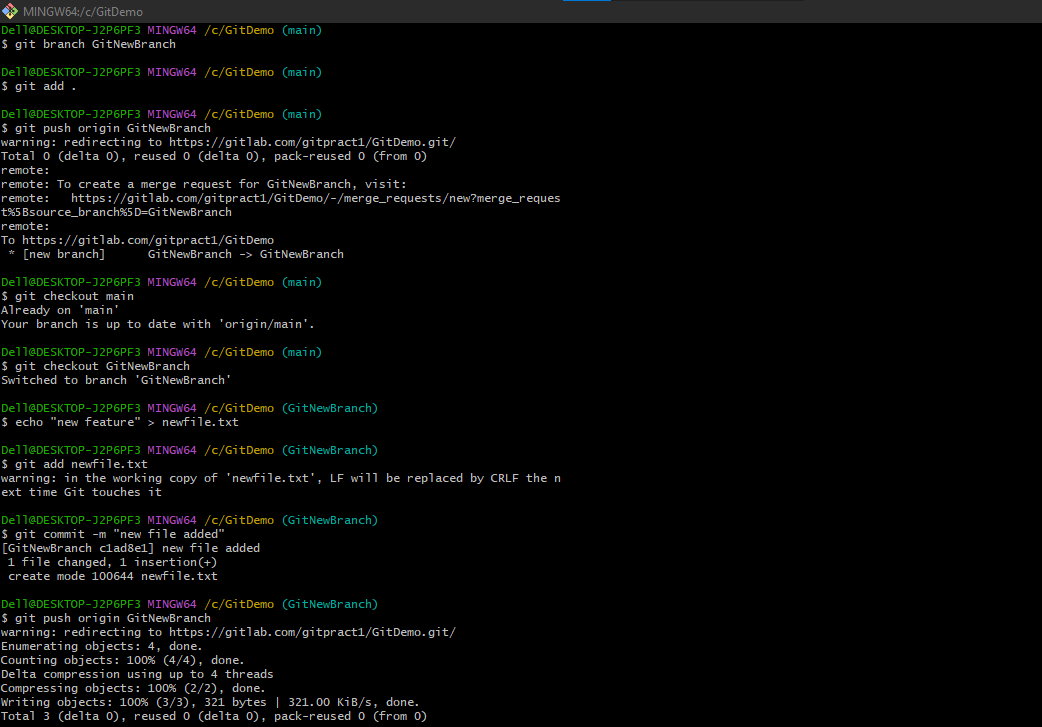 MINGW64:/c/GitDemo
Dell@DESKTOP-J2P6PF3 MINGW64 /c/GitDemo (main)
$ git branch GitNewBranch
Dell@DESKTOP-J2P6PF3 MINGW64 /c/GitDemo (main)
$ git add .
Dell@DESKTOP-J2P6PF3 MINGW64 /c/GitDemo (main)
$ git push origin GitNewBranch
warning: redirecting to https://gitlab.com/gitpract1/GitDemo.git/
Total 0 (delta 0), reused 0 (delta 0), pack-reused 0 (from 0)
remote:
remote: To create a merge request for GitNewBranch, visit:
remote:   https://gitlab.com/gitpract1/GitDemo/-/merge_requests/new?merge_reques
t%5Bsource_branch%5D=GitNewBranch
remote:
To https://gitlab.com/gitpract1/GitDemo
 * [new branch]      GitNewBranch -> GitNewBranch
Dell@DESKTOP-J2P6PF3 MINGW64 /c/GitDemo (main)
$ git checkout main
Already on 'main'
Your branch is up to date with 'origin/main'.
Dell@DESKTOP-J2P6PF3 MINGW64 /c/GitDemo (main)
$ git checkout GitNewBranch
Switched to branch 'GitNewBranch'
Dell@DESKTOP-J2P6PF3 MINGW64 /c/GitDemo (GitNewBranch)
$ echo "new feature" > newfile.txt
Dell@DESKTOP-J2P6PF3 MINGW64 /c/GitDemo (GitNewBranch)
$ git add newfile.txt
warning: in the working copy of 'newfile.txt', LF will be replaced by CRLF the n
ext time Git touches it
Dell@DESKTOP-J2P6PF3 MINGW64 /c/GitDemo (GitNewBranch)
$ git commit -m "new file added"
[GitNewBranch c1ad8e1] new file added
 1 file changed, 1 insertion(+)
 create mode 100644 newfile.txt
Dell@DESKTOP-J2P6PF3 MINGW64 /c/GitDemo (GitNewBranch)
$ git push origin GitNewBranch
warning: redirecting to https://gitlab.com/gitpract1/GitDemo.git/
Enumerating objects: 4, done.
Counting objects: 100% (4/4), done.
Delta compression using up to 4 threads
Compressing objects: 100% (2/2), done.
Writing objects: 100% (3/3), 321 bytes | 321.00 KiB/s, done.
Total 3 (delta 0), reused 0 (delta 0), pack-reused 0 (from 0)